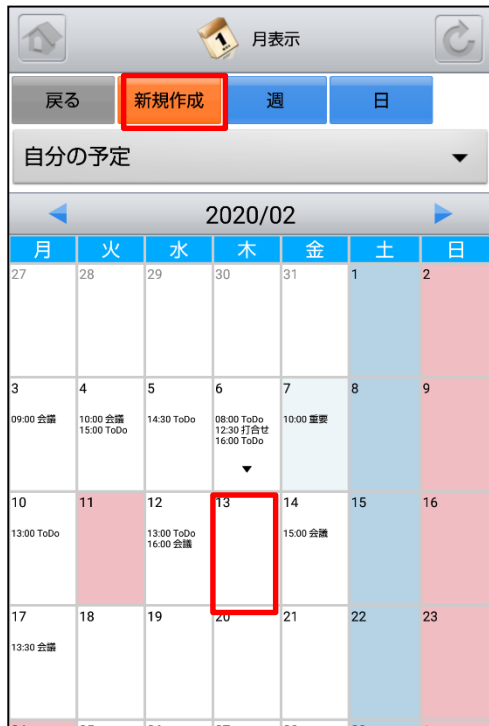 月表示
戻る 新規作成 週 日
自分の予定
2020/02
月 火 水 木 金 土 日
27 28 29 30 31 1 2
3 4 5 6 7 8 9
09:00 会議
10:00 会議
15:00 ToDo
14:30 ToDo
08:00 ToDo
12:30 打合せ
16:00 ToDo
10:00 重要
10 11 12 13 14 15 16
13:00 ToDo
13:00 ToDo
16:00 会議
15:00 会議
17 18 19 20 21 22 23
13:30 会議